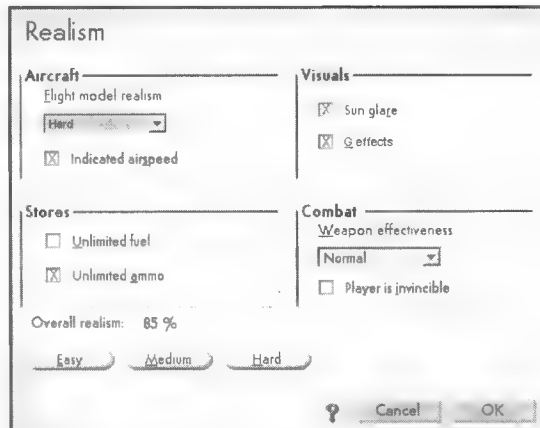 Realism
Aircraft
Flight model realism
Hard
Indicated airspeed
Visuals
Sun glare
G effects
Stores
Unlimited fuel
Unlimited ammo
Combat
Weapon effectiveness
Normal
Player is invincible
Overall realism: 85 %
Easy Medium Hard
Cancel OK